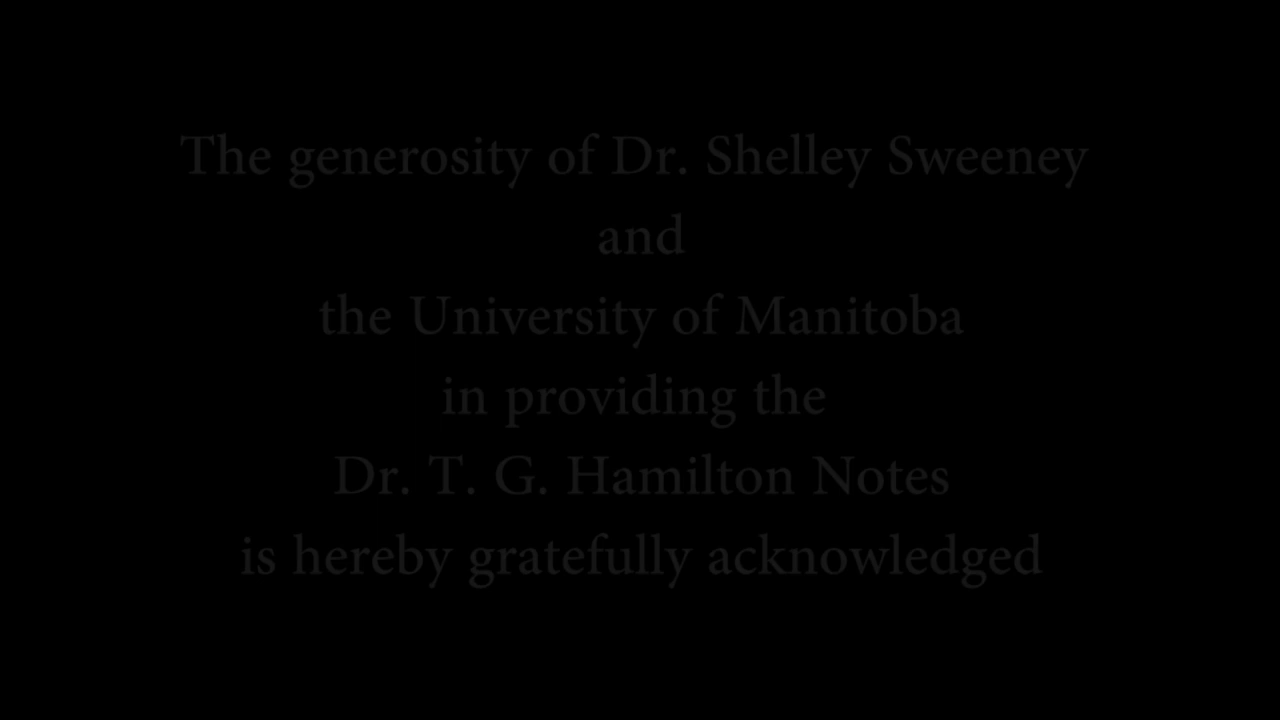 The generosity of Dr. Shelley Sweeney
and
the University of Manitoba
in providing the
Dr. T. G. Hamilton Notes
is hereby gratefully acknowledged